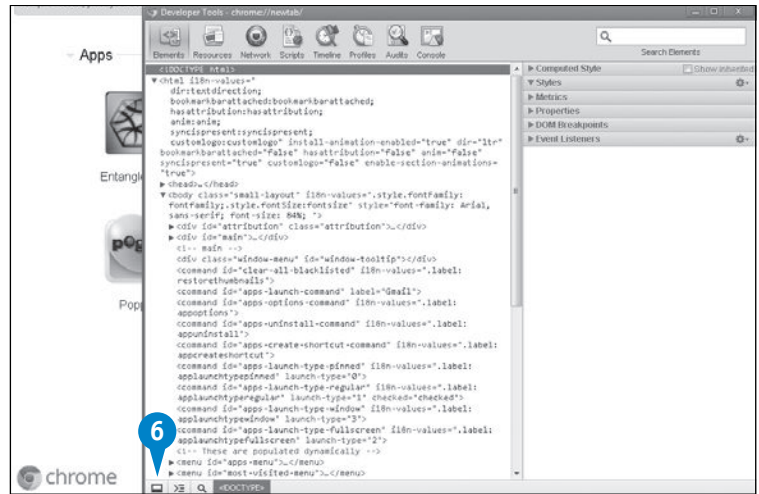 Developer Tools - chrome://newtab/
Elements Resources Network Scripts Timeline Profiles Audits Console
Search Elements
Apps
Entangl
Pop
chrome
<!DOCTYPE html>
▼<html i18n-values="
dir:textdirection;
bookmarkbarattached:bookmarkbarattached;
hasattribution:hasattribution;
anim:anim;
syncispresent:syncispresent;
customlogo:customlogo" install-animation-enabled="true" dir="ltr"
bookmarkbarattached="false" hasattribution="false" anim="false"
syncispresent="true" customlogo="false" enable-section-animations=
"true">
▶<head>…</head>
▼<body class="small-layout" i18n-values=".style.fontFamily:
fontfamily;.style.fontSize:fontsize" style="font-family: Arial,
sans-serif; font-size: 84%; ">
▶<div id="attribution" class="attribution">…</div>
▶<div id="main">…</div>
<!-- main -->
<div class="window-menu" id="window-tooltip"></div>
<command id="clear-all-blacklisted" i18n-values=".label:
restorethumbnails">
<command id="apps-launch-command" label="Gmail">
<command id="apps-options-command" i18n-values=".label:
appoptions">
<command id="apps-uninstall-command" i18n-values=".label:
appuninstall">
<command id="apps-create-shortcut-command" i18n-values=".label:
appcreateshortcut">
<command id="apps-launch-type-pinned" i18n-values=".label:
applaunchtypepinned" launch-type="0">
<command id="apps-launch-type-regular" i18n-values=".label:
applaunchtyperegular" launch-type="1" checked="checked">
<command id="apps-launch-type-window" i18n-values=".label:
applaunchtypewindow" launch-type="3">
<command id="apps-launch-type-fullscreen" i18n-values=".label:
applaunchtypefullscreen" launch-type="2">
<!-- These are populated dynamically -->
▶<menu id="apps-menu">…</menu>
▶<menu id="most-visited-menu">…</menu>
6
<!DOCTYPE>
▶ Computed Style Show inherited
▼ Styles
▶ Metrics
▶ Properties
▶ DOM Breakpoints
▶ Event Listeners